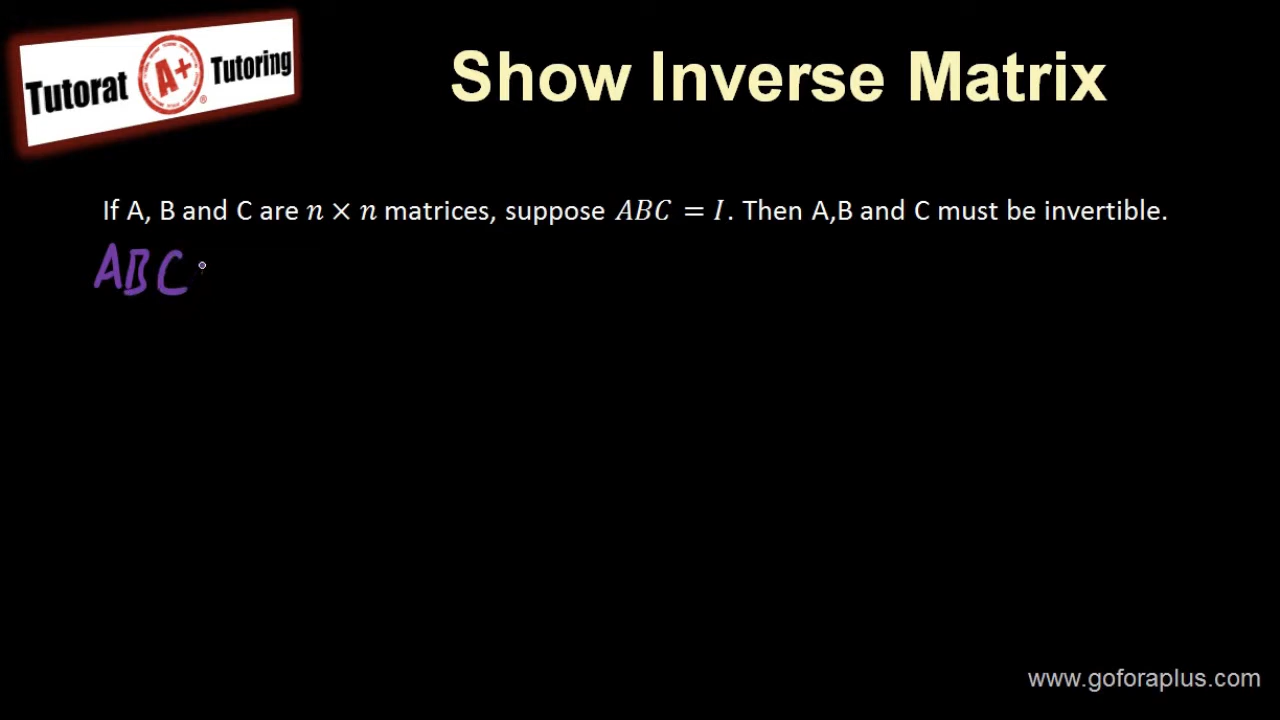 Tutorat A+ Tutoring ®
Show Inverse Matrix
If A, B and C are n × n matrices, suppose ABC = I. Then A,B and C must be invertible.
ABC
www.goforaplus.com